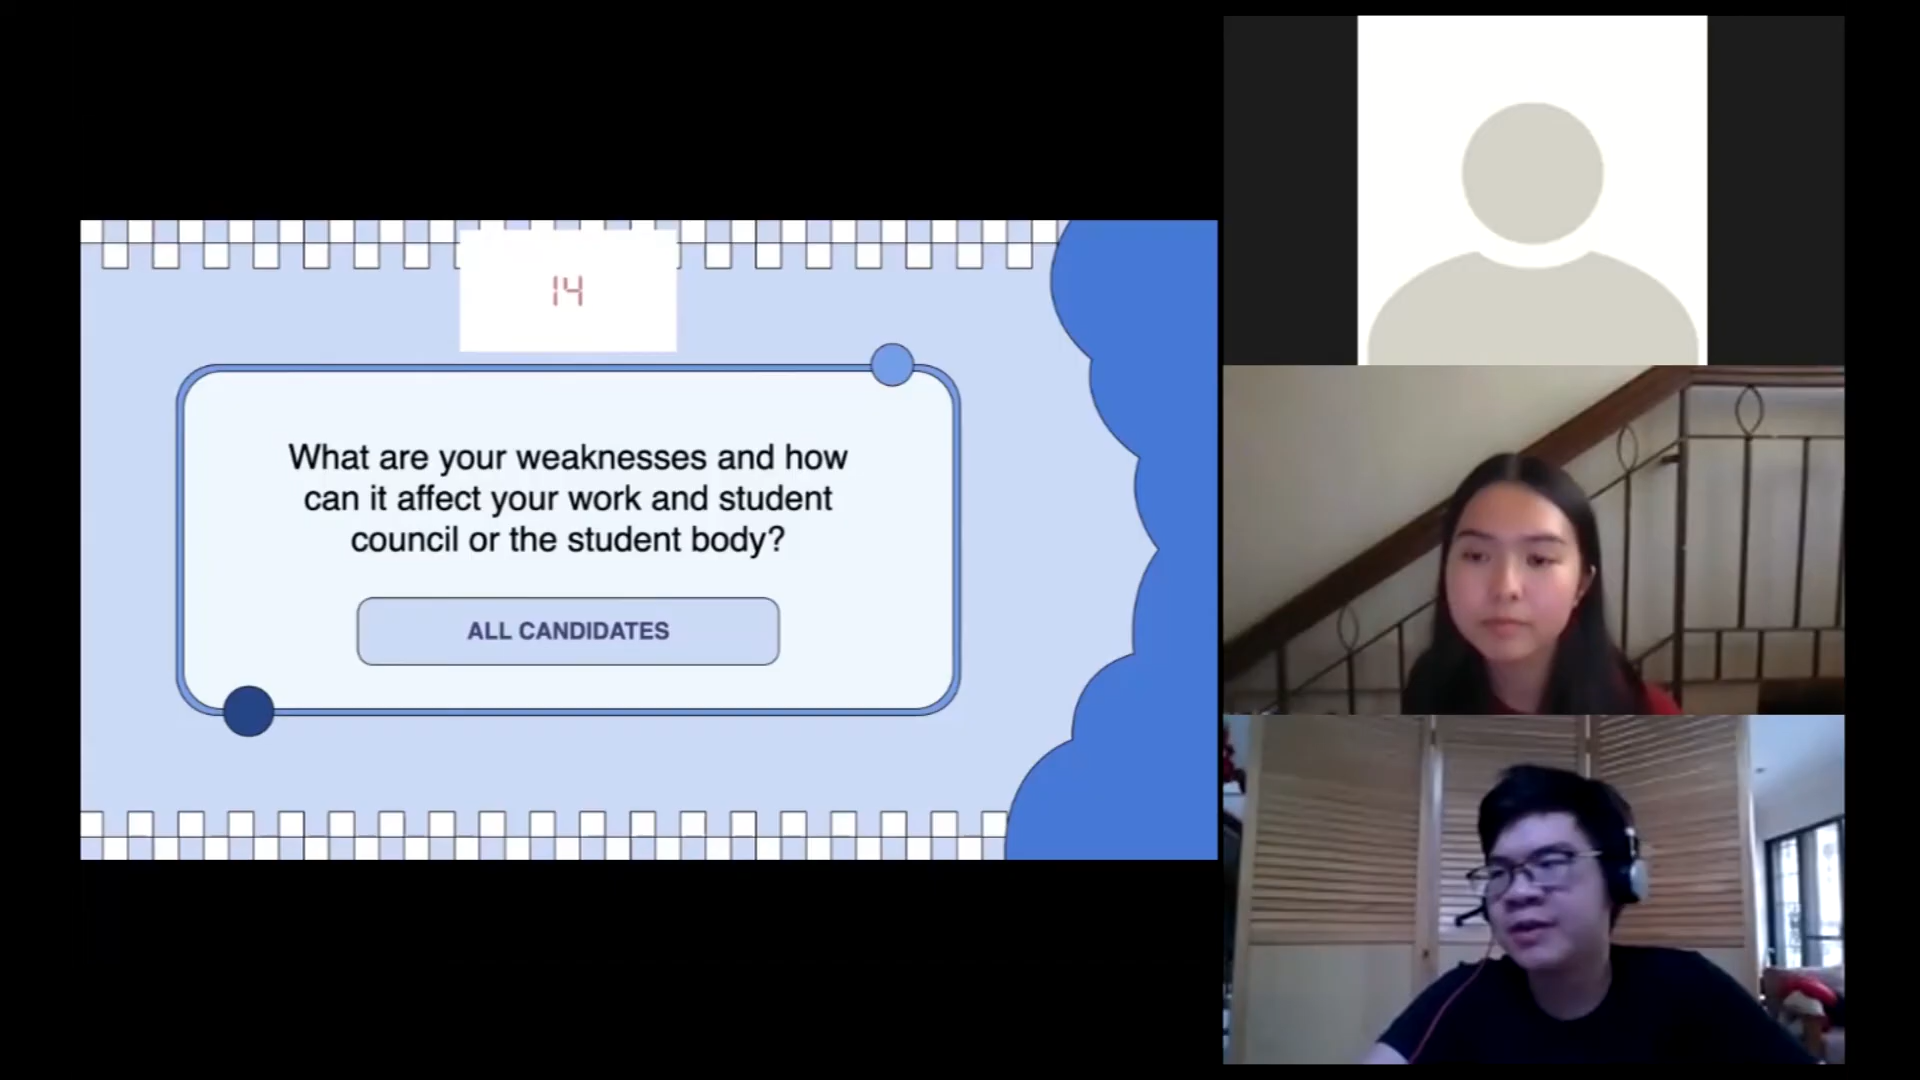 14
What are your weaknesses and how
can it affect your work and student
council or the student body?
ALL CANDIDATES